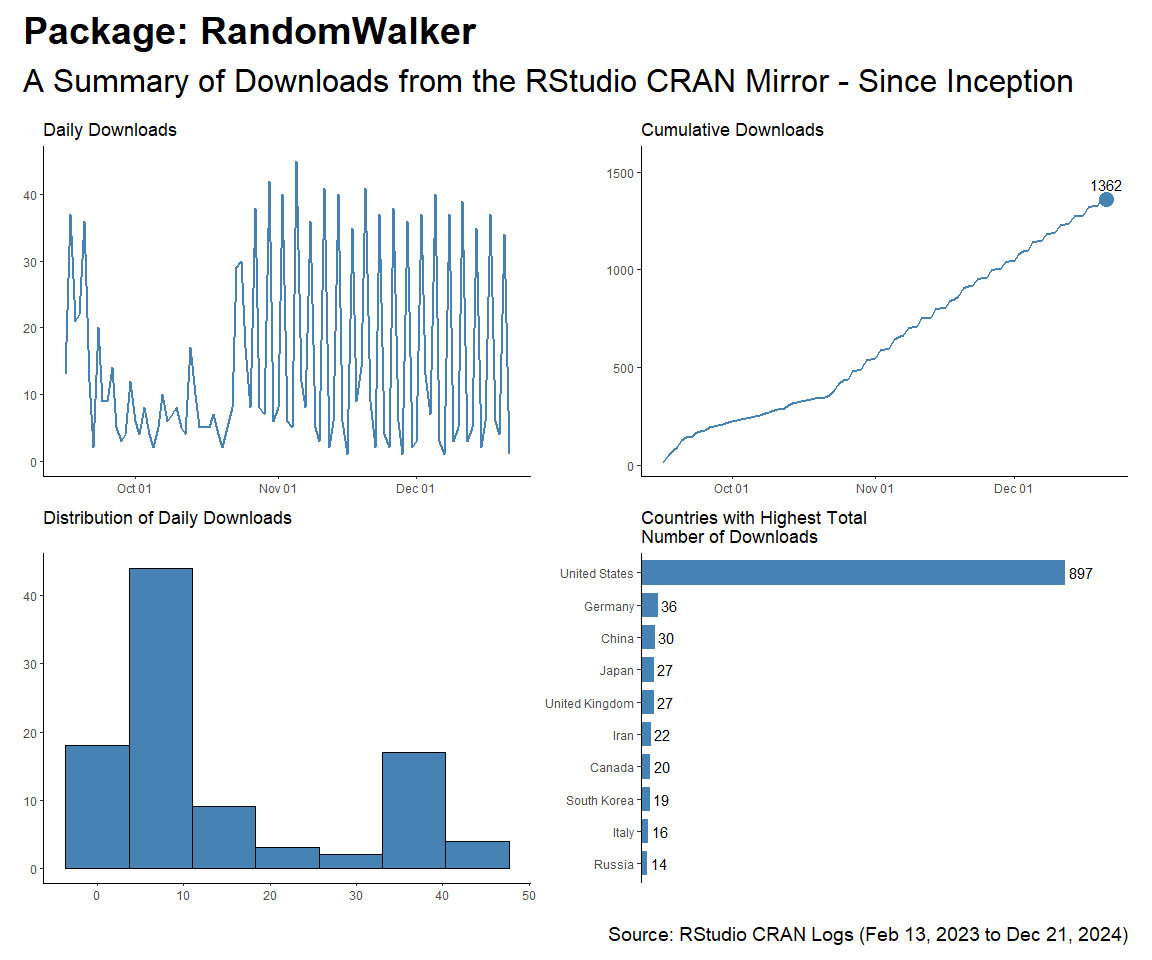 Package: RandomWalker
A Summary of Downloads from the RStudio CRAN Mirror - Since Inception
Daily Downloads
40
30
20
10
0
Oct 01 Nov 01 Dec 01
Cumulative Downloads
1500
1000
500
0
1362
Oct 01 Nov 01 Dec 01
Distribution of Daily Downloads
40
30
20
10
0
0 10 20 30 40 50
Countries with Highest Total
Number of Downloads
United States 897
Germany 36
China 30
Japan 27
United Kingdom 27
Iran 22
Canada 20
South Korea 19
Italy 16
Russia 14
Source: RStudio CRAN Logs (Feb 13, 2023 to Dec 21, 2024)